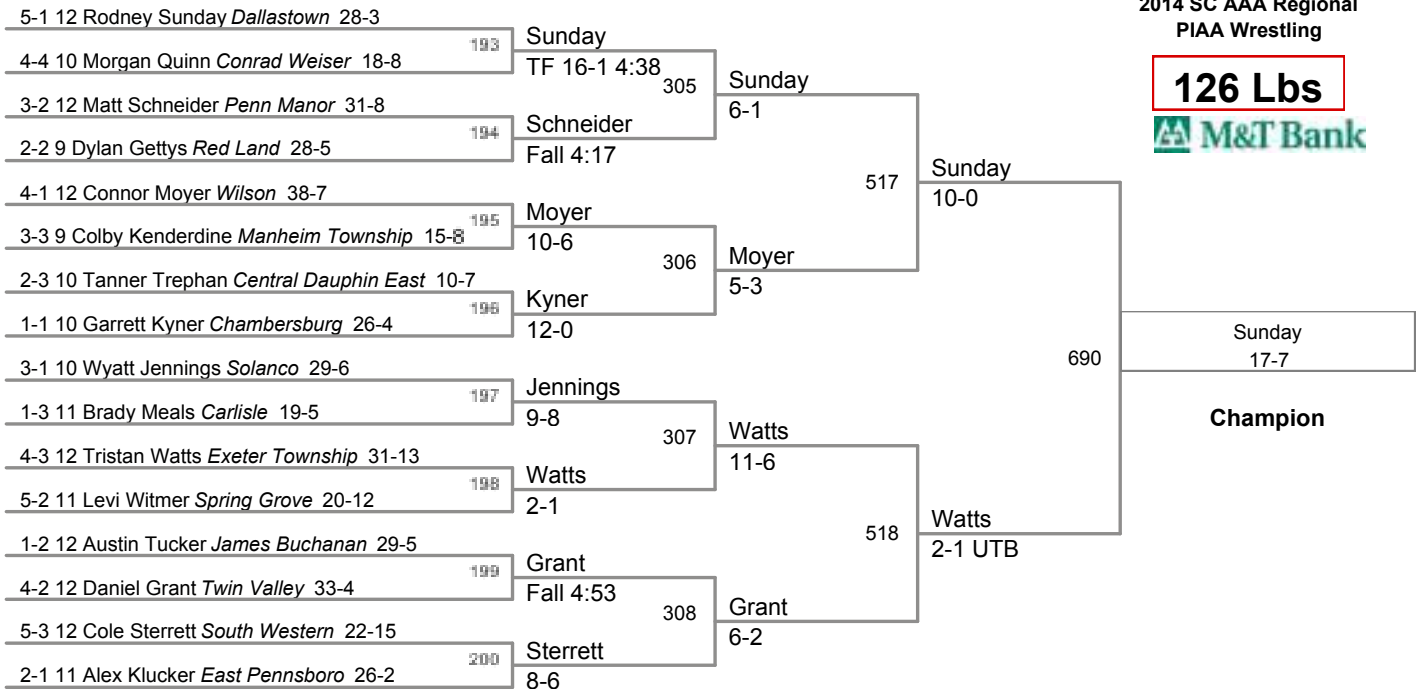 2014 SC AAA Regional
PIAA Wrestling
126 Lbs
M&T Bank
5-1 12 Rodney Sunday Dallastown 28-3
193
4-4 10 Morgan Quinn Conrad Weiser 18-8
Sunday
TF 16-1 4:38
305
3-2 12 Matt Schneider Penn Manor 31-8
194
2-2 9 Dylan Gettys Red Land 28-5
Schneider
Fall 4:17
Sunday
6-1
517
4-1 12 Connor Moyer Wilson 38-7
195
3-3 9 Colby Kenderdine Manheim Township 15-8
Moyer
10-6
306
2-3 10 Tanner Trephan Central Dauphin East 10-7
196
1-1 10 Garrett Kyner Chambersburg 26-4
Kyner
12-0
Moyer
5-3
Sunday
10-0
690
3-1 10 Wyatt Jennings Solanco 29-6
197
1-3 11 Brady Meals Carlisle 19-5
Jennings
9-8
307
4-3 12 Tristan Watts Exeter Township 31-13
198
5-2 11 Levi Witmer Spring Grove 20-12
Watts
2-1
Watts
11-6
518
1-2 12 Austin Tucker James Buchanan 29-5
199
4-2 12 Daniel Grant Twin Valley 33-4
Grant
Fall 4:53
308
5-3 12 Cole Sterrett South Western 22-15
200
2-1 11 Alex Klucker East Pennsboro 26-2
Sterrett
8-6
Grant
6-2
Watts
2-1 UTB
Sunday
17-7
Champion